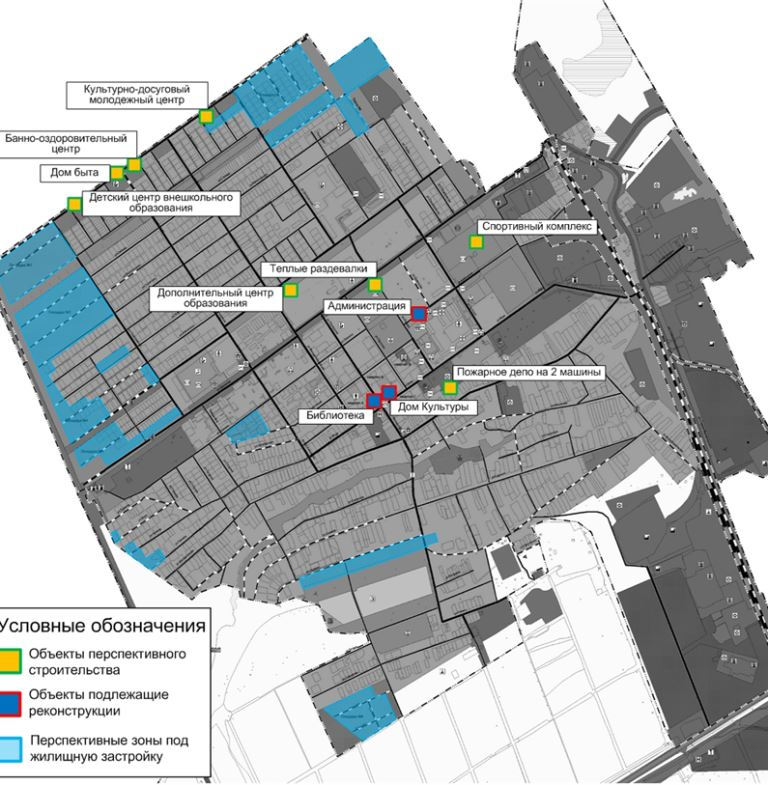 Культурно-досуговый
молодежный центр
Банно-оздоровительный
центр
Дом быта
Детский центр внешкольного
образования
Спортивный комплекс
Теплые раздевалки
Дополнительный центр
образования
Администрация
Пожарное депо на 2 машины
Библиотека
Дом Культуры
Условные обозначения
Объекты перспективного
строительства
Объекты подлежащие
реконструкции
Перспективные зоны под
жилищную застройку